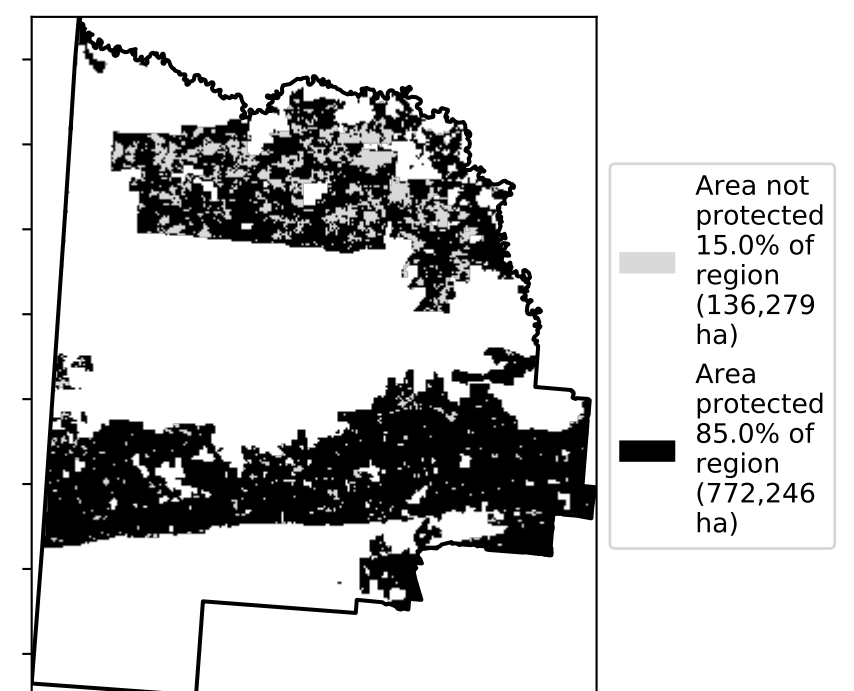 Area not
protected
15.0% of
region
(136,279
ha)
Area
protected
85.0% of
region
(772,246
ha)